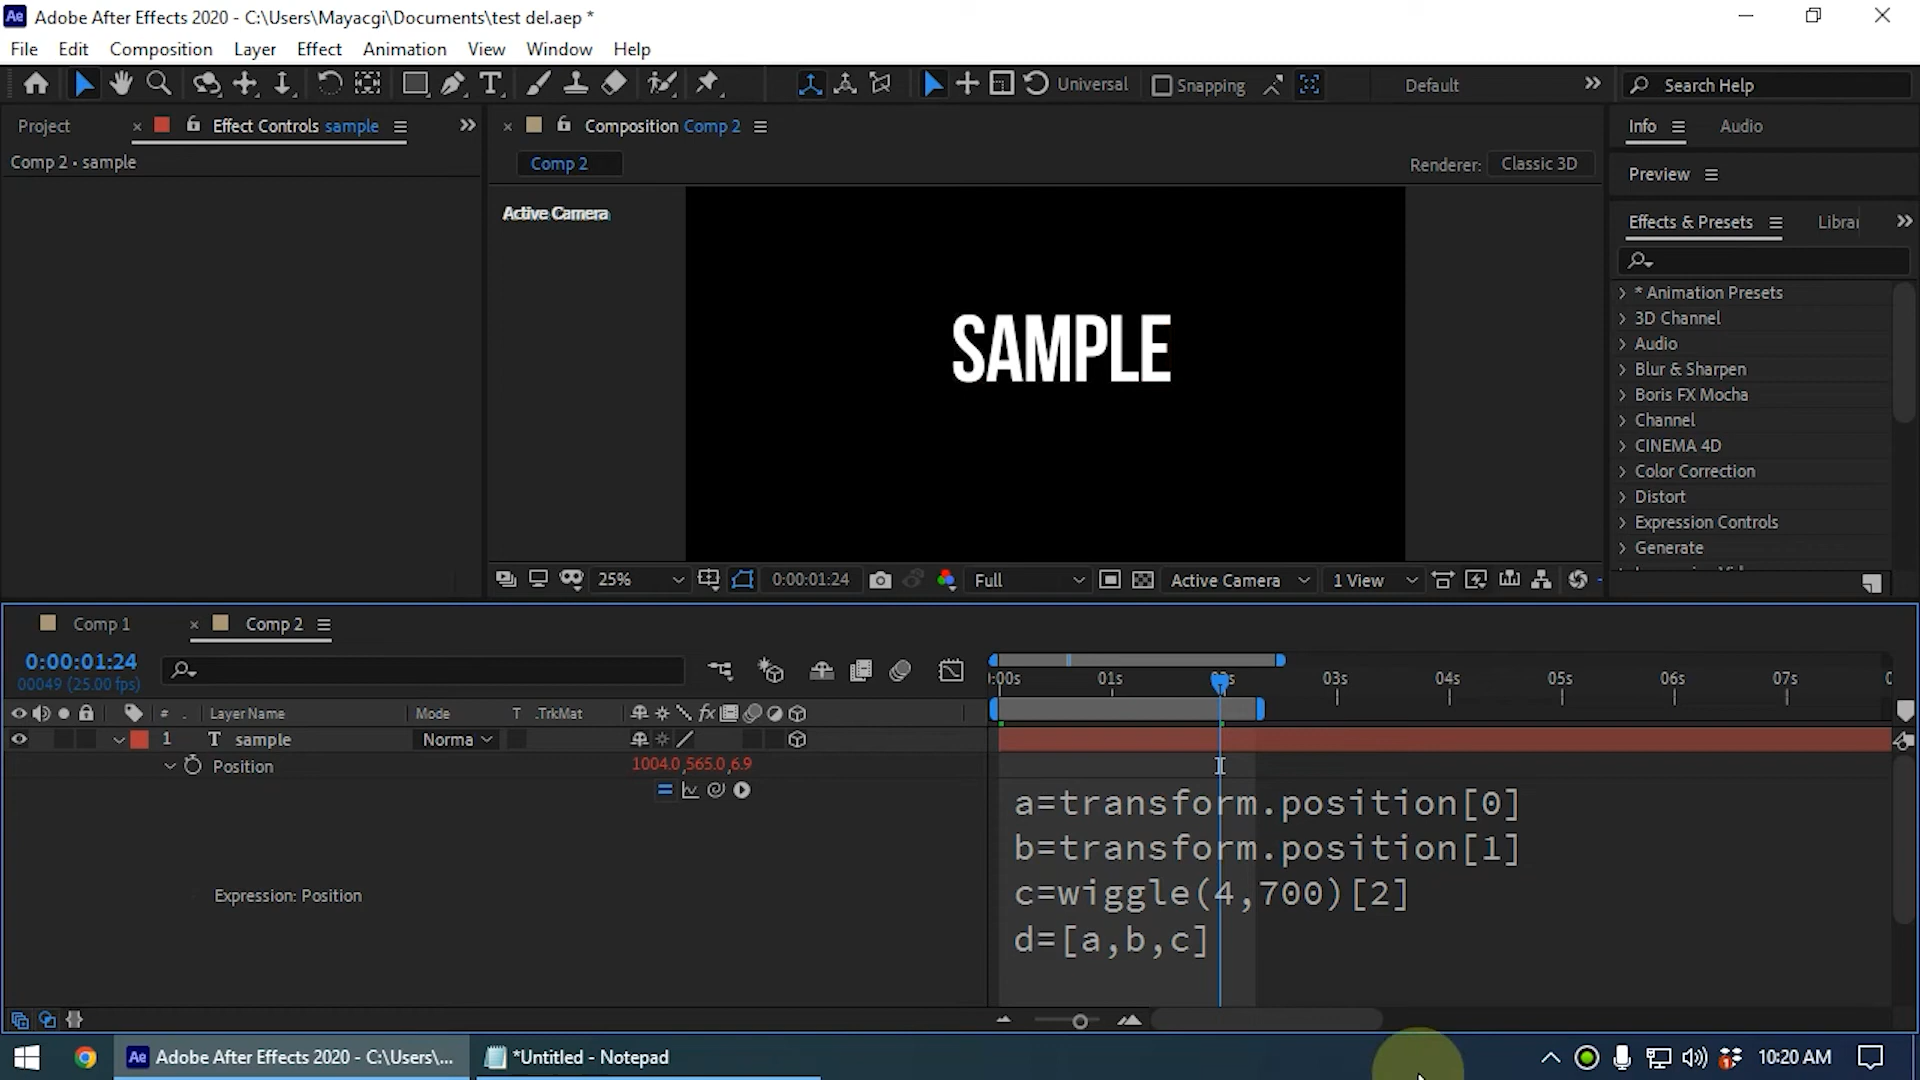 Ae Adobe After Effects 2020 - C:\Users\Mayacgi\Documents\test del.aep *
File Edit Composition Layer Effect Animation View Window Help
Universal Snapping Default Search Help
Project Effect Controls sample Composition Comp 2 Info Audio
Comp 2 • sample Comp 2 Renderer: Classic 3D Preview
Active Camera
Effects & Presets Librar
SAMPLE
* Animation Presets
3D Channel
Audio
Blur & Sharpen
Boris FX Mocha
Channel
CINEMA 4D
Color Correction
Distort
Expression Controls
Generate
25% 0:00:01:24 Full Active Camera 1 View
Comp 1 Comp 2
0:00:01:24
00049 (25.00 fps)
:00s 01s 03s 04s 05s 06s 07s
# Layer Name Mode T .TrkMat fx
1 T sample Norma
Position 1004.0,565.0,6.9
a=transform.position[0]
b=transform.position[1]
c=wiggle(4,700)[2]
Expression: Position
d=[a,b,c]
Ae Adobe After Effects 2020 - C:\Users\... *Untitled - Notepad 10:20 AM